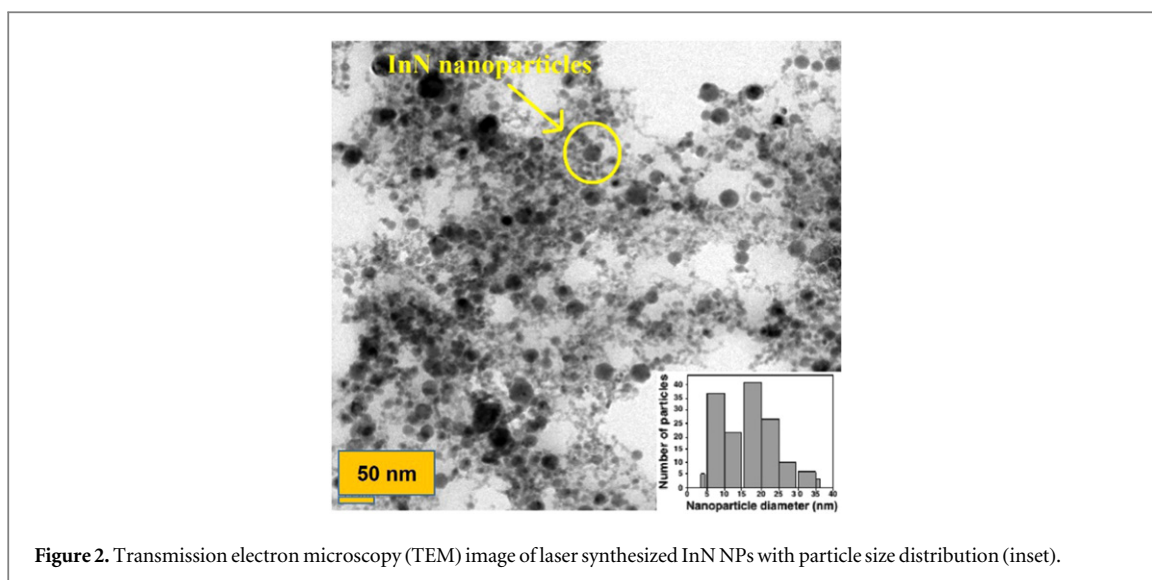 InN nanoparticles
50 nm
Number of particles
40
35
30
25
20
15
10
5
0
0 5 10 15 20 25 30 35 40
Nanoparticle diameter (nm)
Figure 2. Transmission electron microscopy (TEM) image of laser synthesized InN NPs with particle size distribution (inset).